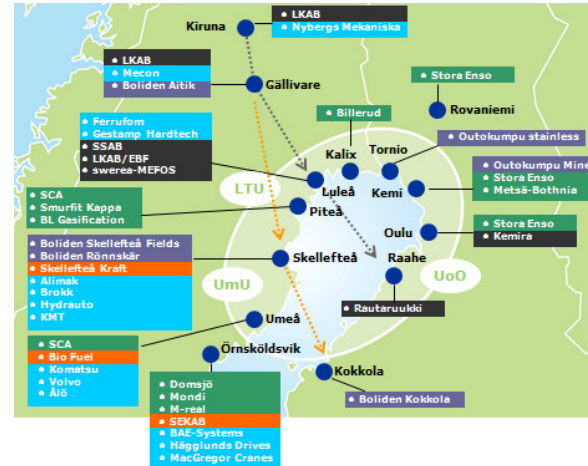 Kiruna
• LKAB
• Nybergs Mekaniska
• LKAB
• Mecon
• Boliden Aitik
Gällivare
• Stora Enso
Rovaniemi
• Billerud
Kalix
Tornio
• Outokumpu stainless
• Ferrufom
• Gestamp Hardtech
• SSAB
• LKAB/EBF
• swerea-MEFOS
LTU
Luleå
Kemi
• Outokumpu Mine
• Stora Enso
• Metsä-Bothnia
• SCA
• Smurfit Kappa
• BL Gasification
Piteå
Oulu
• Stora Enso
• Kemira
• Boliden Skellefteå Fields
• Boliden Rönnskär
• Skellefteå Kraft
• Alimak
• Brokk
• Hydrauto
• KMT
Skellefteå
Raahe
UoO
UmU
• Rautaruukki
Umeå
• SCA
• Bio Fuel
• Komatsu
• Volvo
• Ålö
Örnsköldsvik
Kokkola
• Boliden Kokkola
• Domsjö
• Mondi
• M-real
• SEKAB
• BAE-Systems
• Hägglunds Drives
• MacGregor Cranes